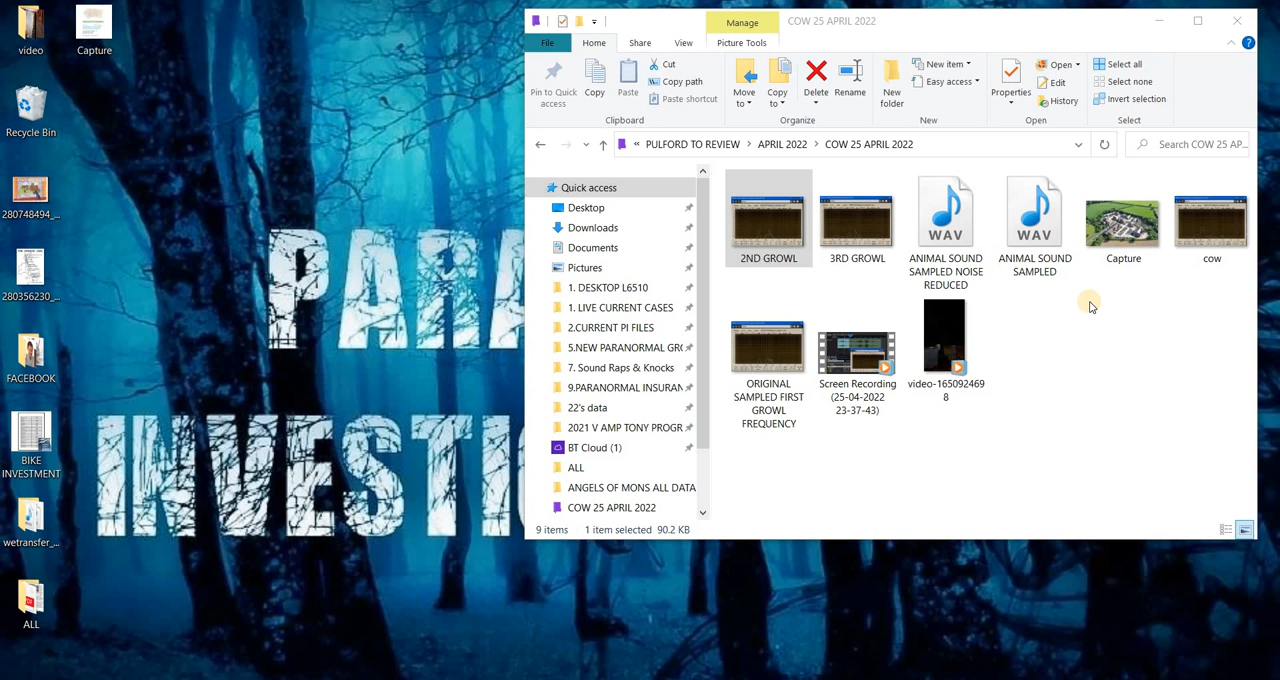 video
Capture
Recycle Bin
280748494_...
280356230_...
FACEBOOK
BIKE
INVESTMENT
wetransfer_...
ALL
PARA
INVESTI
Manage
COW 25 APRIL 2022
File
Home
Share
View
Picture Tools
Pin to Quick
access
Copy
Paste
Cut
Copy path
Paste shortcut
Clipboard
Move
to
Copy
to
Delete
Rename
Organize
New
folder
New item
Easy access
New
Properties
Open
Edit
History
Open
Select all
Select none
Invert selection
Select
« PULFORD TO REVIEW > APRIL 2022 > COW 25 APRIL 2022
Search COW 25 AP...
Quick access
Desktop
Downloads
Documents
Pictures
1. DESKTOP L6510
1. LIVE CURRENT CASES
2.CURRENT PI FILES
5.NEW PARANORMAL GRC
7. Sound Raps & Knocks
9.PARANORMAL INSURAN
22's data
2021 V AMP TONY PROGR
BT Cloud (1)
ALL
ANGELS OF MONS ALL DATA
COW 25 APRIL 2022
2ND GROWL
3RD GROWL
WAV
ANIMAL SOUND
SAMPLED NOISE
REDUCED
WAV
ANIMAL SOUND
SAMPLED
Capture
cow
ORIGINAL
SAMPLED FIRST
GROWL
FREQUENCY
Screen Recording
(25-04-2022
23-37-43)
video-165092469
8
9 items
1 item selected 90.2 KB